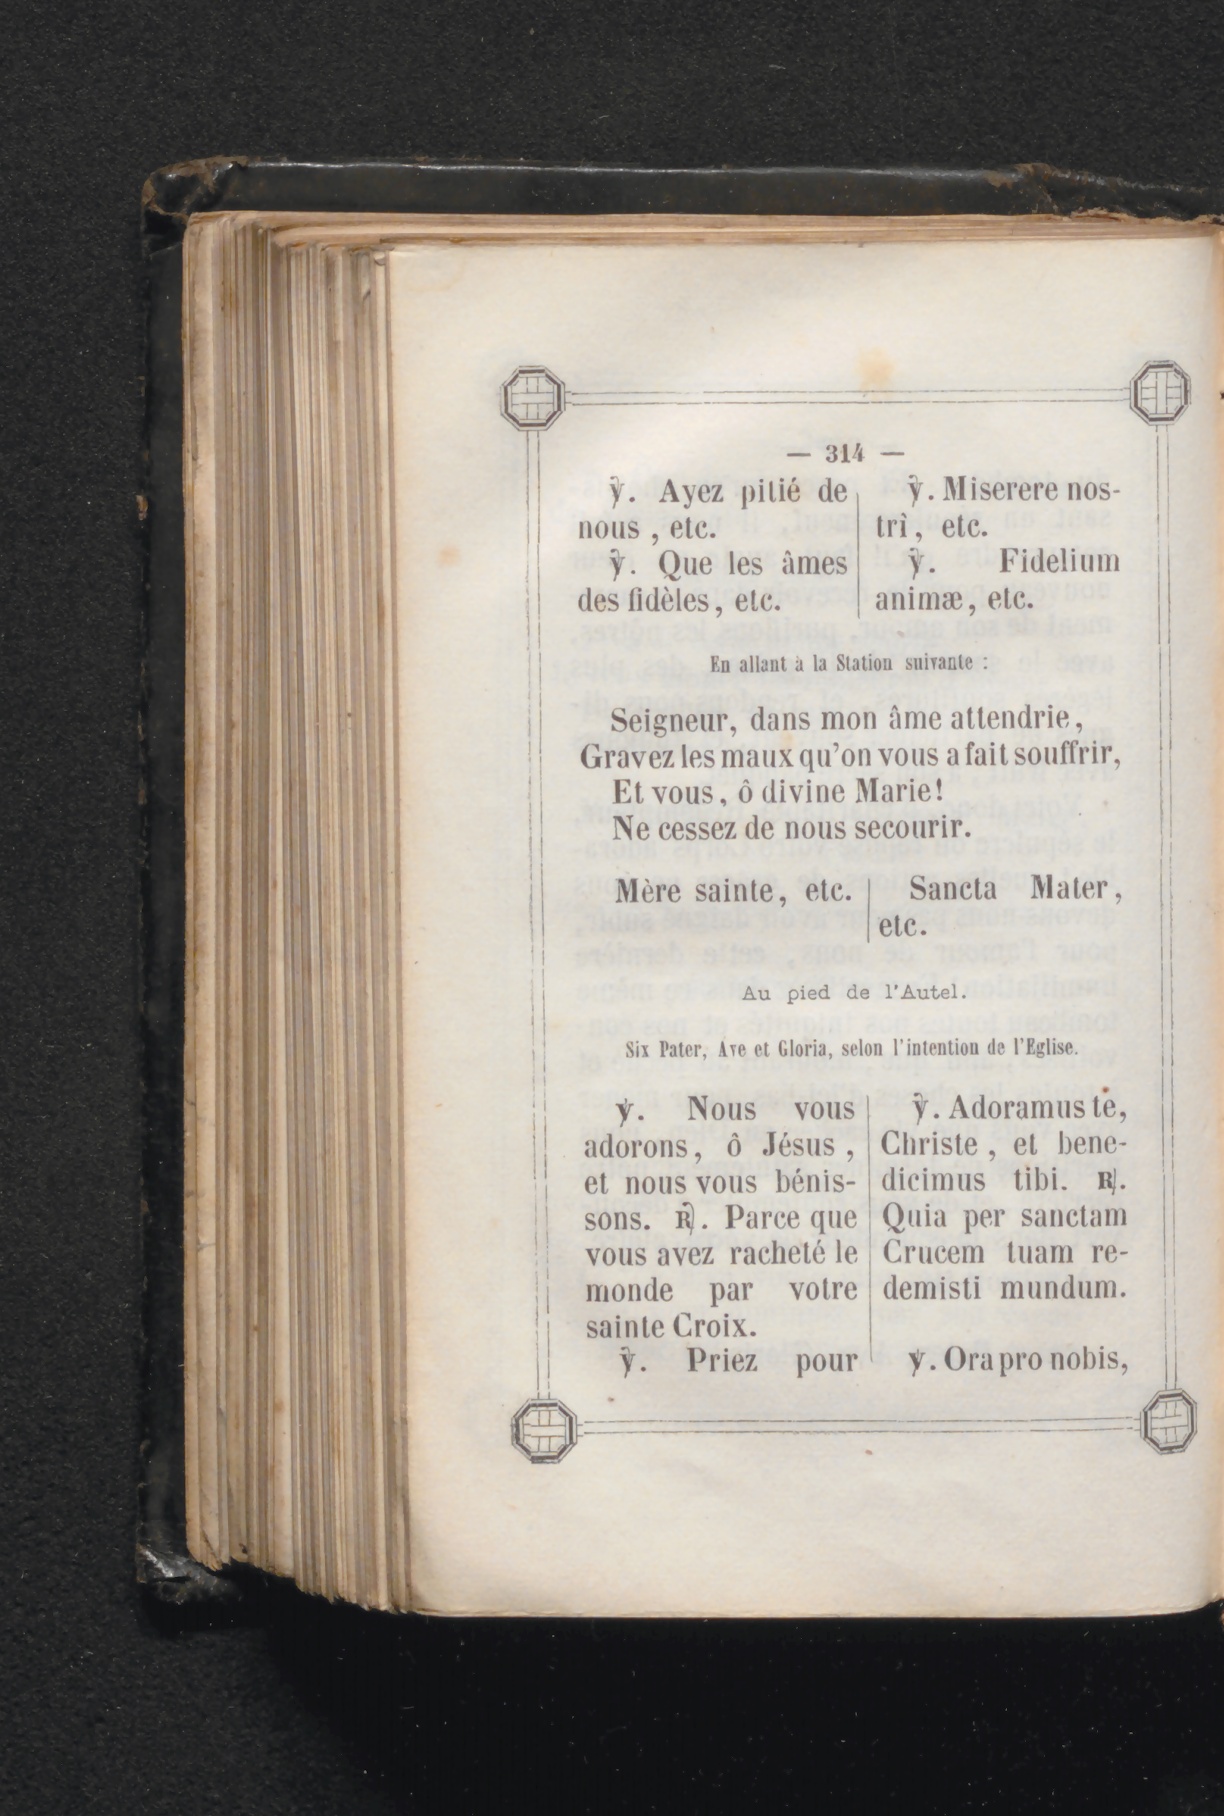 — 314 —
℣. Ayez pitié de
nous, etc.
℣. Que les âmes
des fidèles, etc.
℣. Miserere nos-
trì, etc.
℣. Fidelium
animæ, etc.
En allant à la Station suivante :
Seigneur, dans mon âme attendrie,
Gravez les maux qu'on vous a fait souffrir,
Et vous, ô divine Marie!
Ne cessez de nous secourir.
Mère sainte, etc.
Sancta Mater,
etc.
Au pied de l'Autel.
Six Pater, Ave et Gloria, selon l'intention de l'Eglise.
℣. Nous vous
adorons, ô Jésus,
et nous vous bénis-
sons. ℟. Parce que
vous avez racheté le
monde par votre
sainte Croix.
℣. Priez pour
℣. Adoramus te,
Christe, et bene-
dicimus tibi. ℟.
Quia per sanctam
Crucem tuam re-
demisti mundum.
℣. Ora pro nobis,